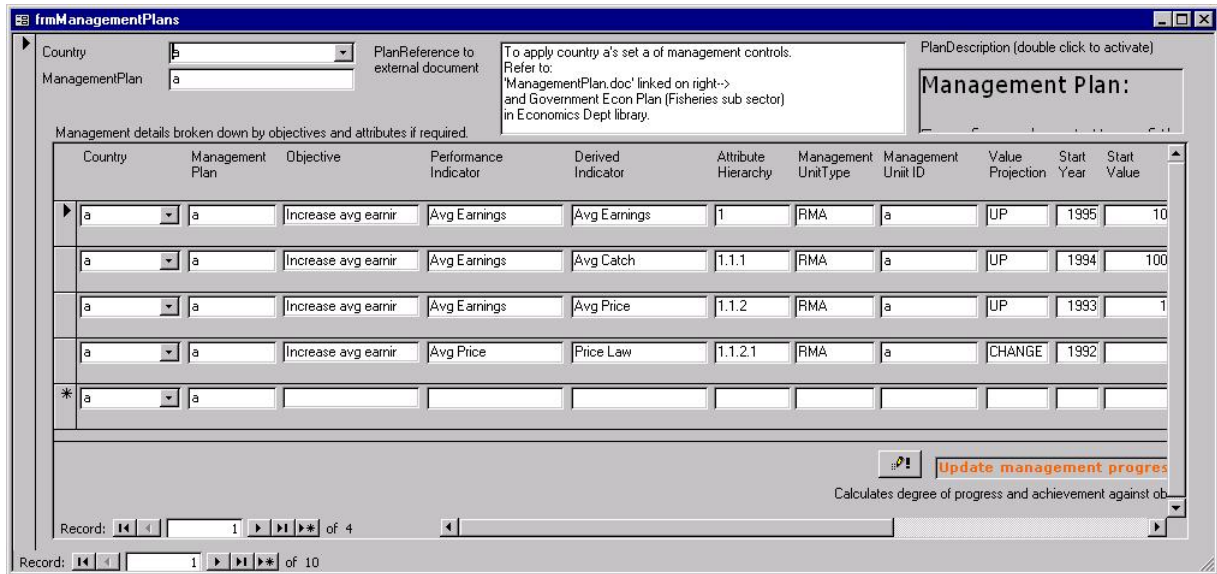 frmManagementPlans
Country a PlanReference to external document To apply country a's set a of management controls. PlanDescription (double click to activate)
ManagementPlan a Refer to:
'ManagementPlan.doc' linked on right-->
and Government Econ Plan (Fisheries sub sector)
in Economics Dept library.
Management Plan:
Management details broken down by objectives and attributes if required.
Country Management Plan Objective Performance Indicator Derived Indicator Attribute Hierarchy Management UnitType Management Uniit ID Value Projection Start Year Start Value
a a Increase avg earnir Avg Earnings Avg Earnings 1 RMA a UP 1995 10
a a Increase avg earnir Avg Earnings Avg Catch 1.1.1 RMA a UP 1994 100
a a Increase avg earnir Avg Earnings Avg Price 1.1.2 RMA a UP 1993 1
a a Increase avg earnir Avg Price Price Law 1.1.2.1 RMA a CHANGE 1992
a a
Update management progres
Calculates degree of progress and achievement against ob
Record: 1 of 4
Record: 1 of 10